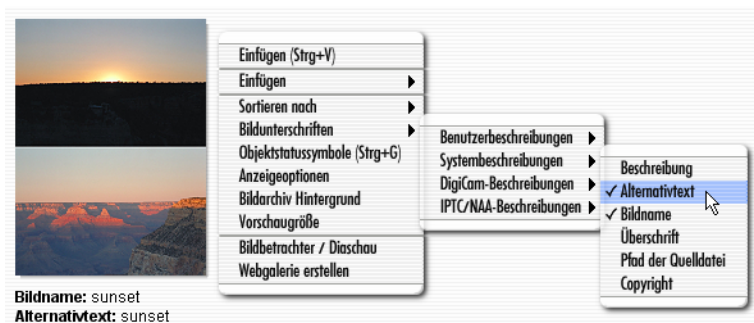 Einfügen (Strg+V)
Einfügen
Sortieren nach
Bildunterschriften
Objektstatussymbole (Strg+G)
Anzeigeoptionen
Bildarchiv Hintergrund
Vorschaugröße
Bildbetrachter / Diaschau
Webgalerie erstellen
Benutzerbeschreibungen
Systembeschreibungen
DigiCam-Beschreibungen
IPTC/NAA-Beschreibungen
Beschreibung
Alternativtext
Bildname
Überschrift
Pfad der Quelldatei
Copyright
Bildname: sunset
Alternativtext: sunset